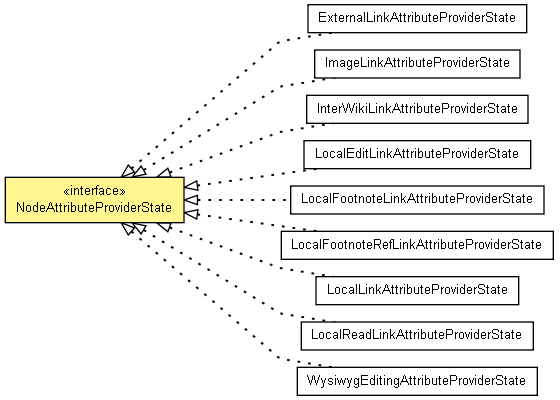 ExternalLinkAttributeProviderState
ImageLinkAttributeProviderState
InterWikiLinkAttributeProviderState
LocalEditLinkAttributeProviderState
«interface»
NodeAttributeProviderState
LocalFootnoteLinkAttributeProviderState
LocalFootnoteRefLinkAttributeProviderState
LocalLinkAttributeProviderState
LocalReadLinkAttributeProviderState
WysiwygEditingAttributeProviderState